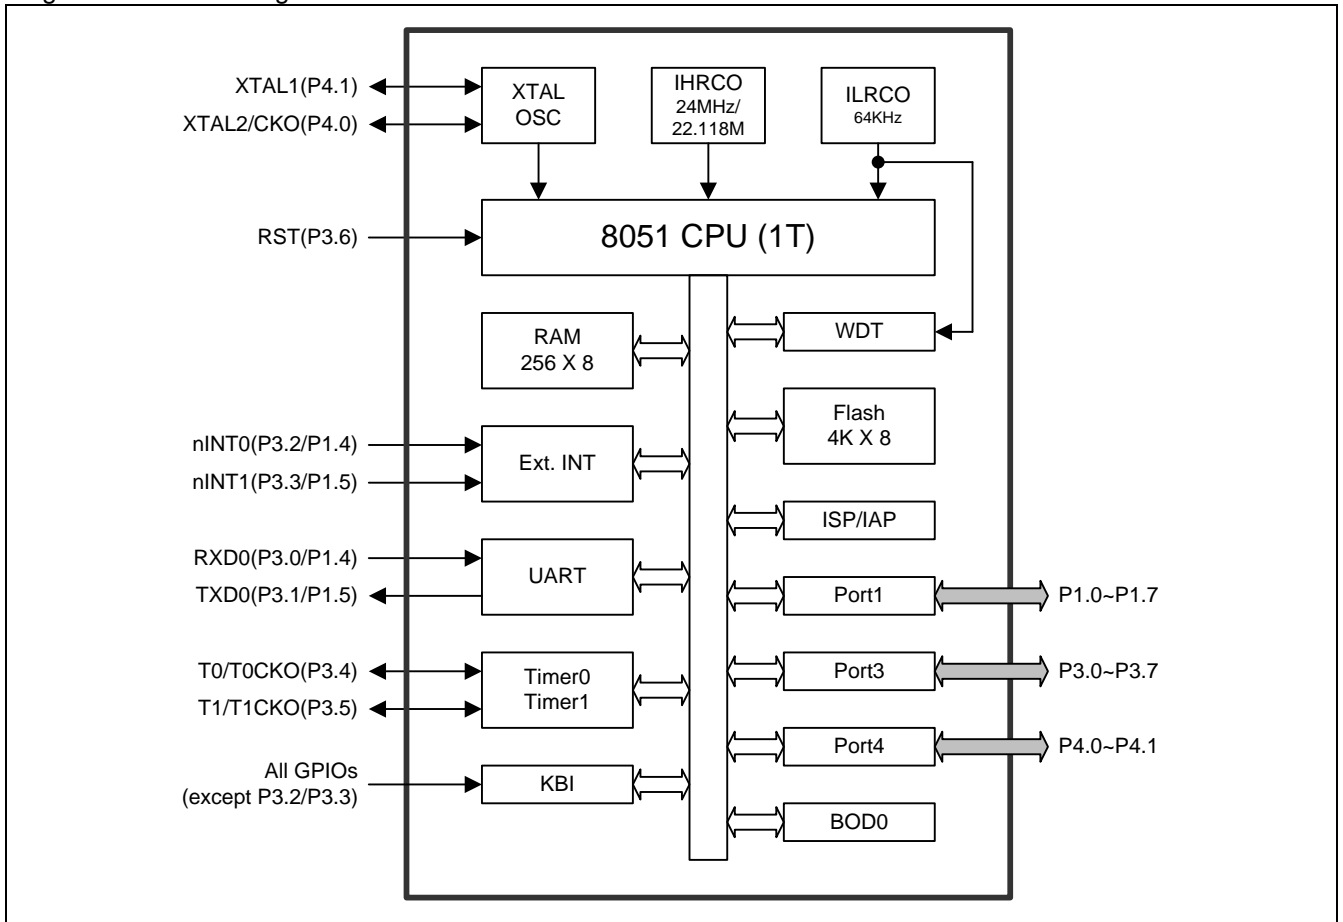 XTAL1(P4.1)
XTAL2/CKO(P4.0)
XTAL
OSC
IHRCO
24MHz/
22.118M
ILRCO
64KHz
RST(P3.6)
8051 CPU (1T)
RAM
256 X 8
WDT
Flash
4K X 8
nINT0(P3.2/P1.4)
nINT1(P3.3/P1.5)
Ext. INT
ISP/IAP
RXD0(P3.0/P1.4)
TXD0(P3.1/P1.5)
UART
Port1
P1.0~P1.7
T0/T0CKO(P3.4)
T1/T1CKO(P3.5)
Timer0
Timer1
Port3
P3.0~P3.7
Port4
P4.0~P4.1
All GPIOs
(except P3.2/P3.3)
KBI
BOD0